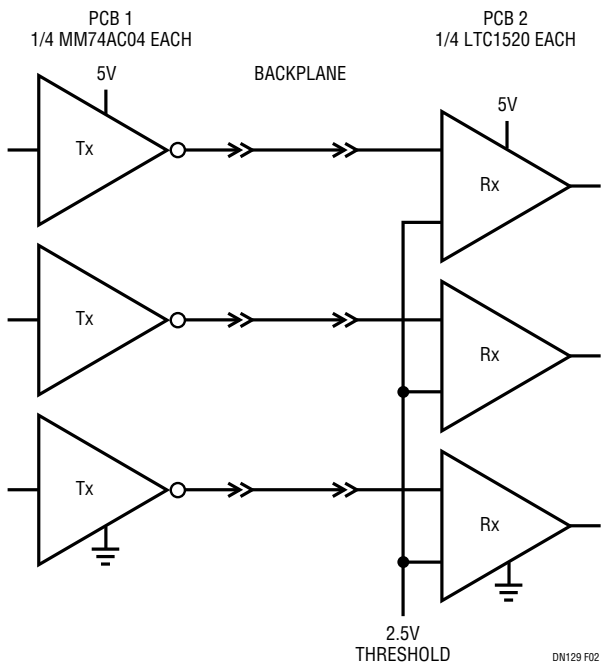 PCB 1
1/4 MM74AC04 EACH
PCB 2
1/4 LTC1520 EACH
5V
BACKPLANE
5V
Tx
Rx
Tx
Rx
Tx
Rx
2.5V
THRESHOLD
DN129 F02